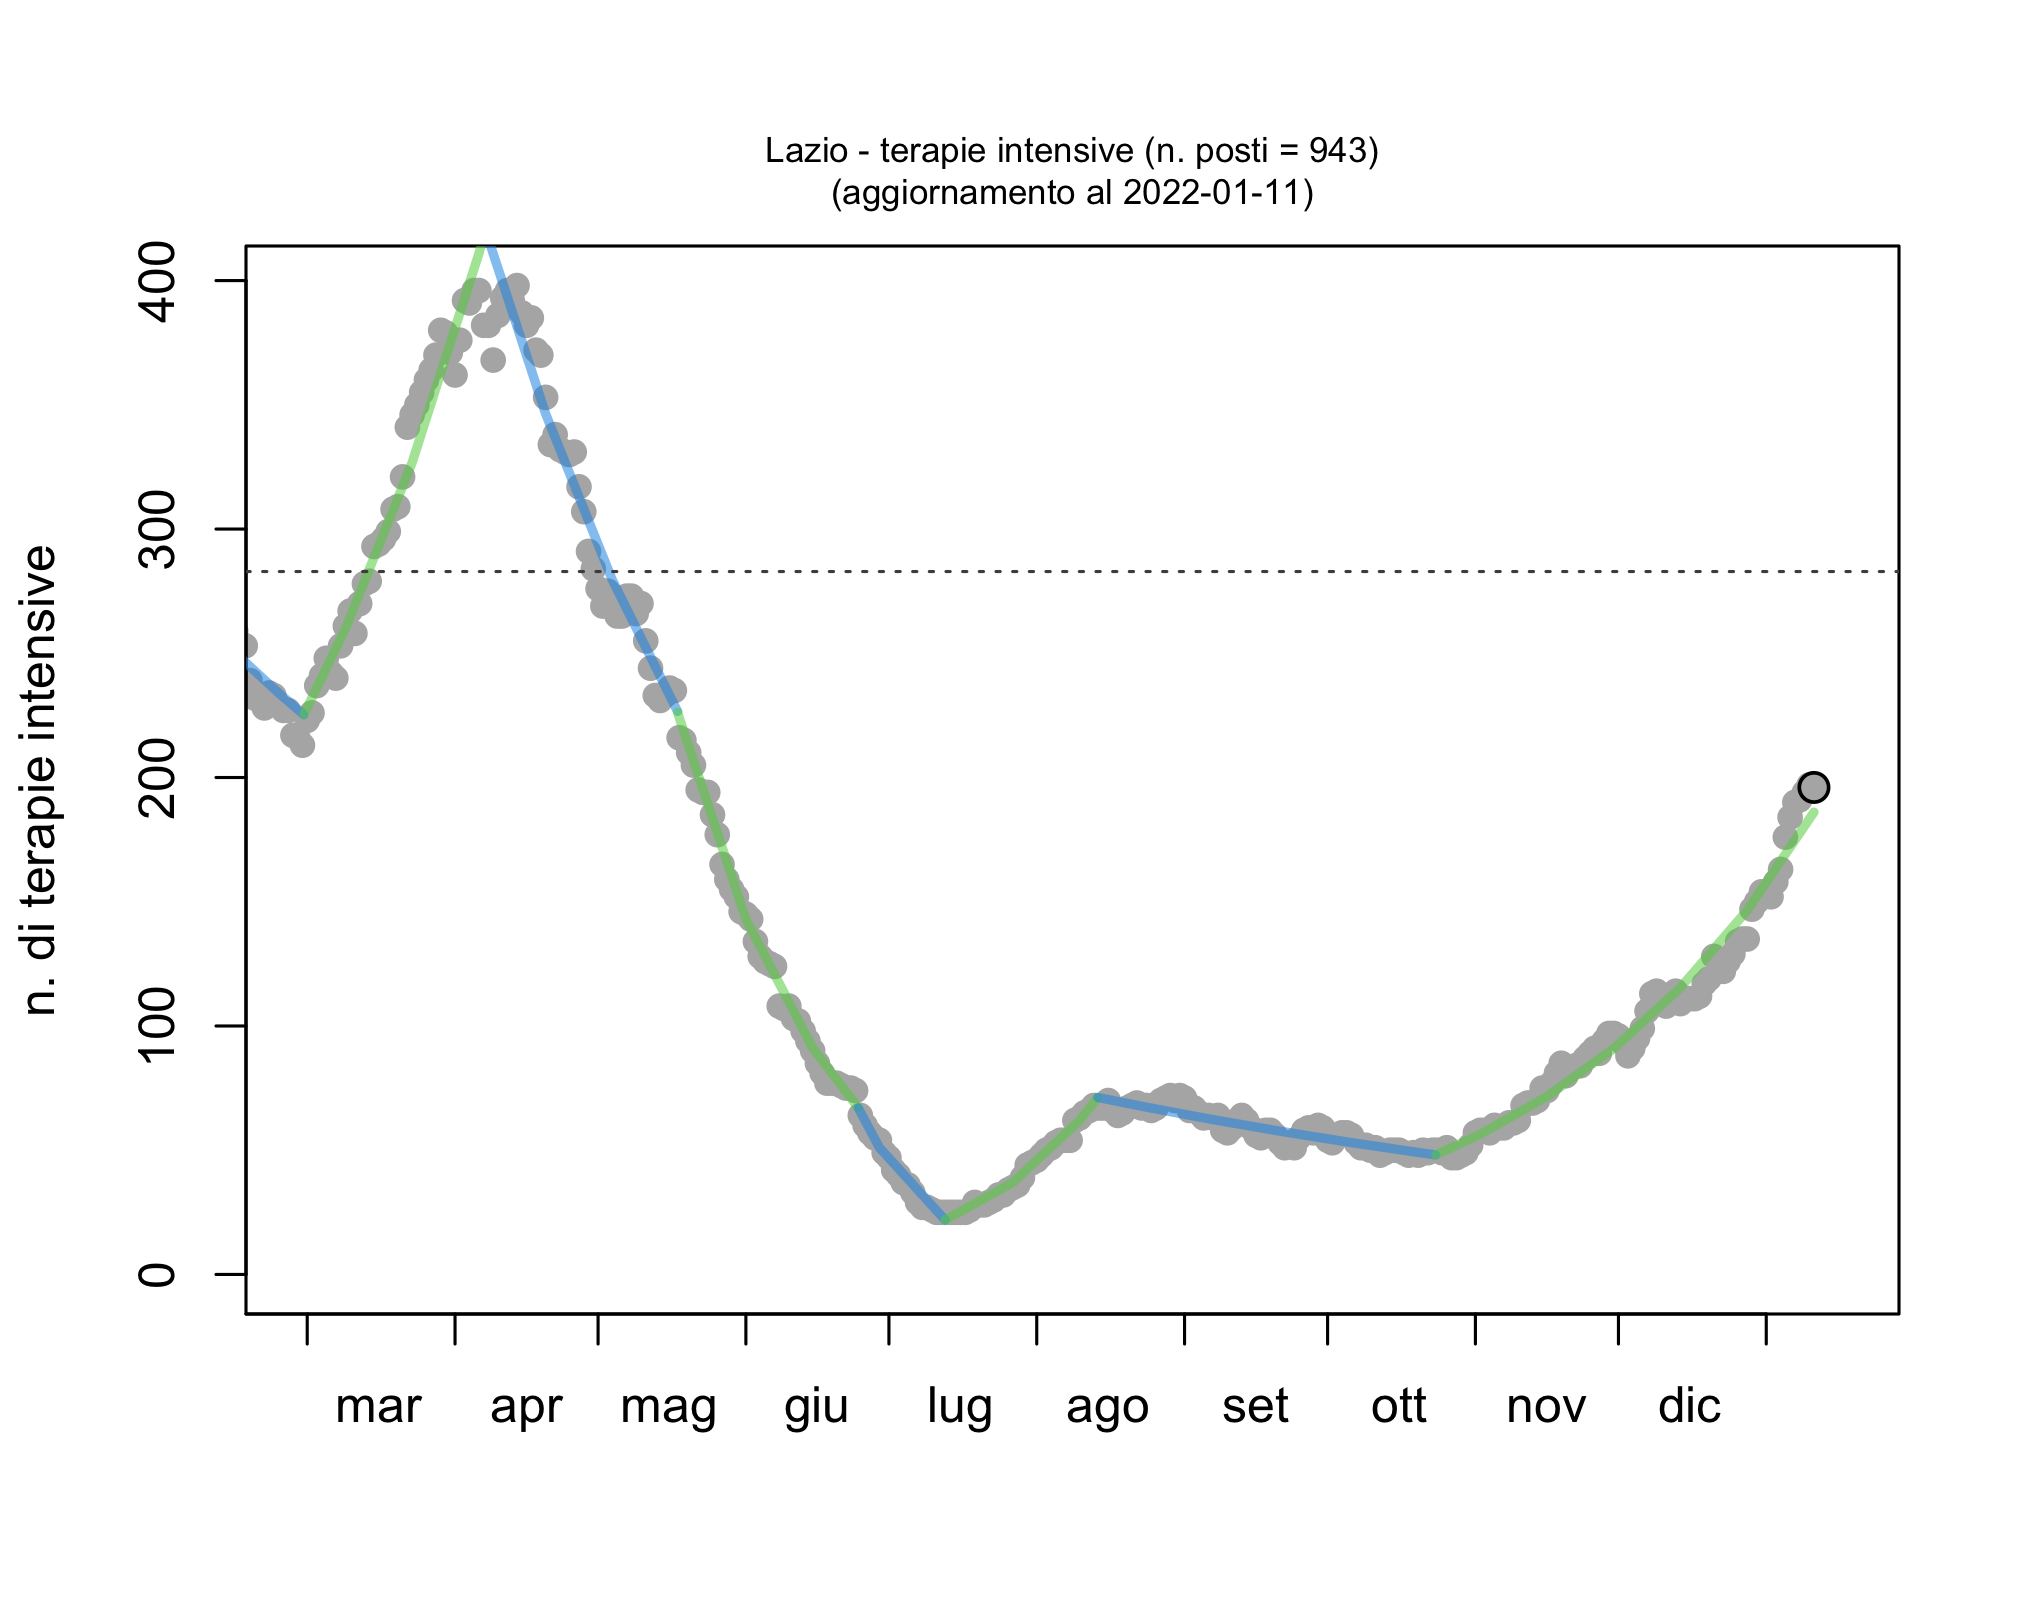 Lazio - terapie intensive (n. posti = 943)
(aggiornamento al 2022-01-11)
n. di terapie intensive
400
300
200
100
0
mar apr mag giu lug ago set ott nov dic